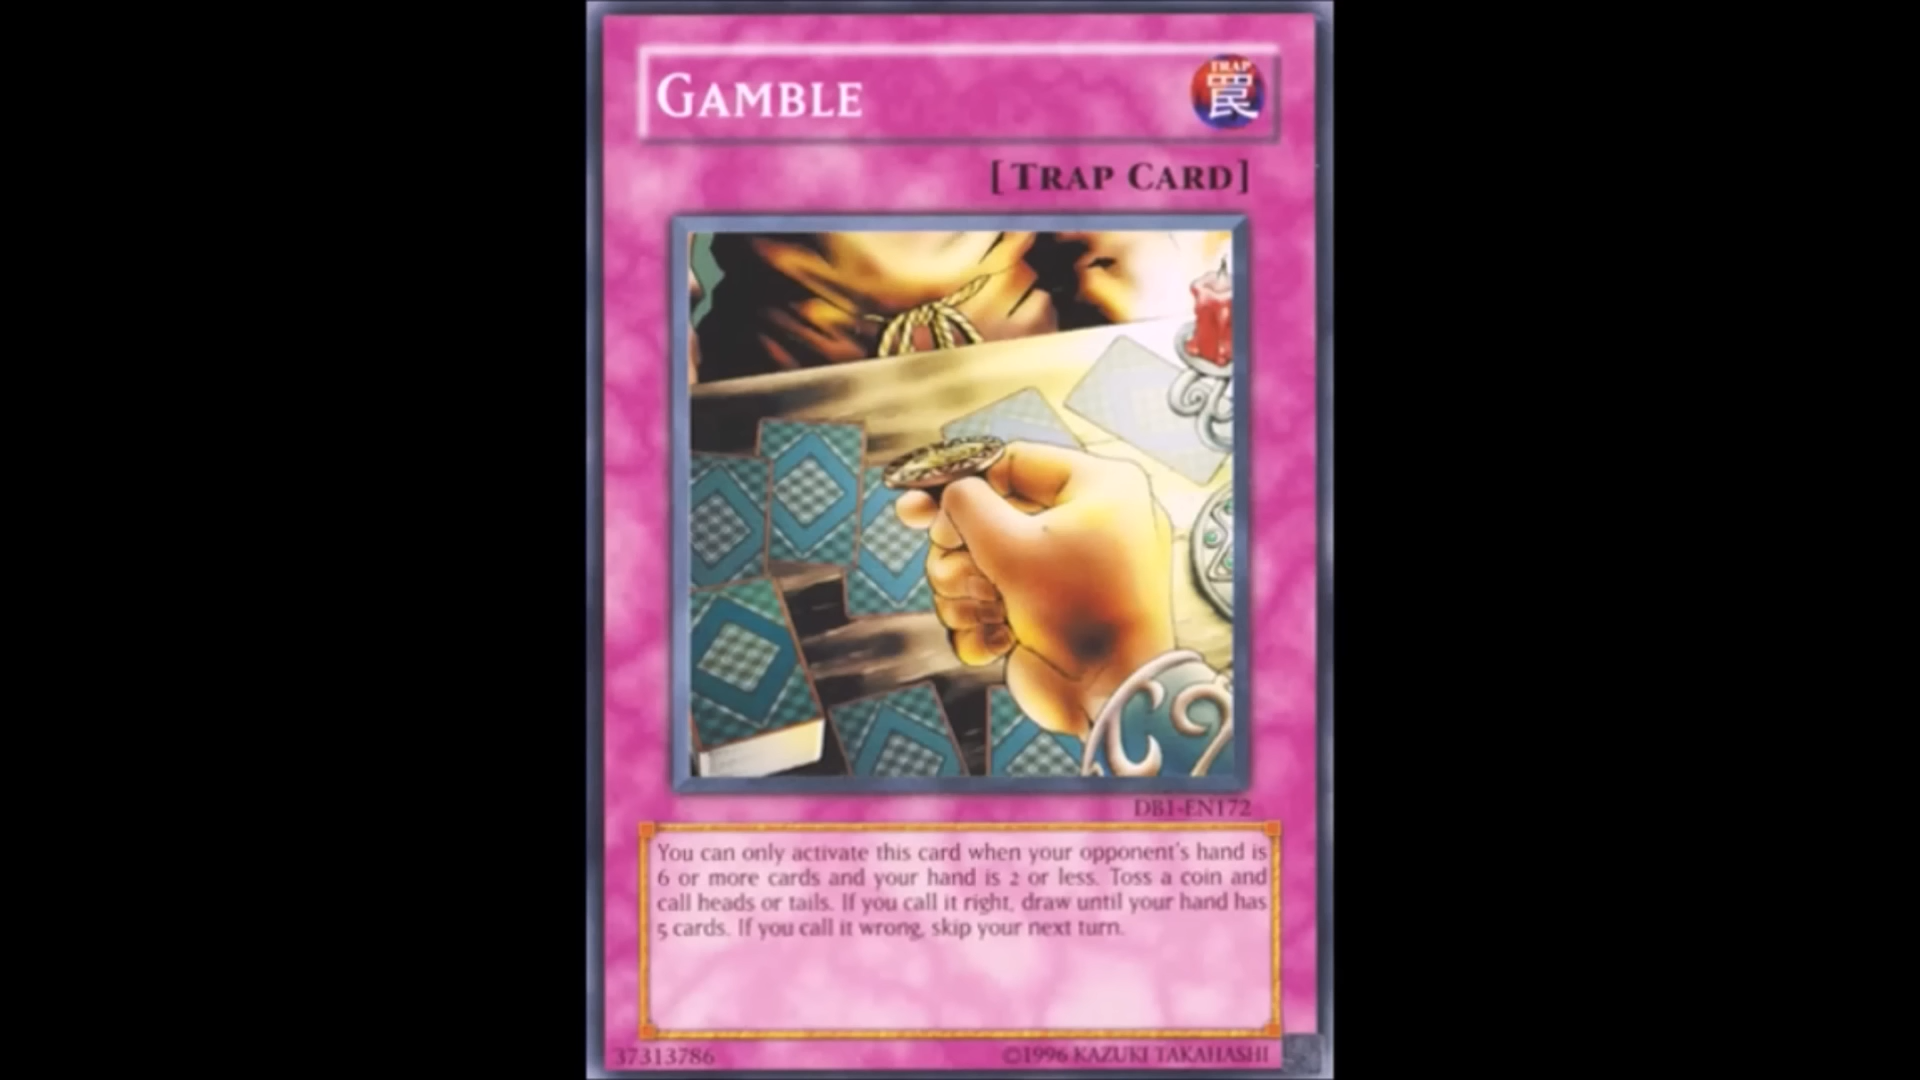 GAMBLE
TRAP
罠
[TRAP CARD]
DB1-EN172
You can only activate this card when your opponent's hand is
6 or more cards and your hand is 2 or less. Toss a coin and
call heads or tails. If you call it right, draw until your hand has
5 cards. If you call it wrong, skip your next turn.
37313786
©1996 KAZUKI TAKAHASHI